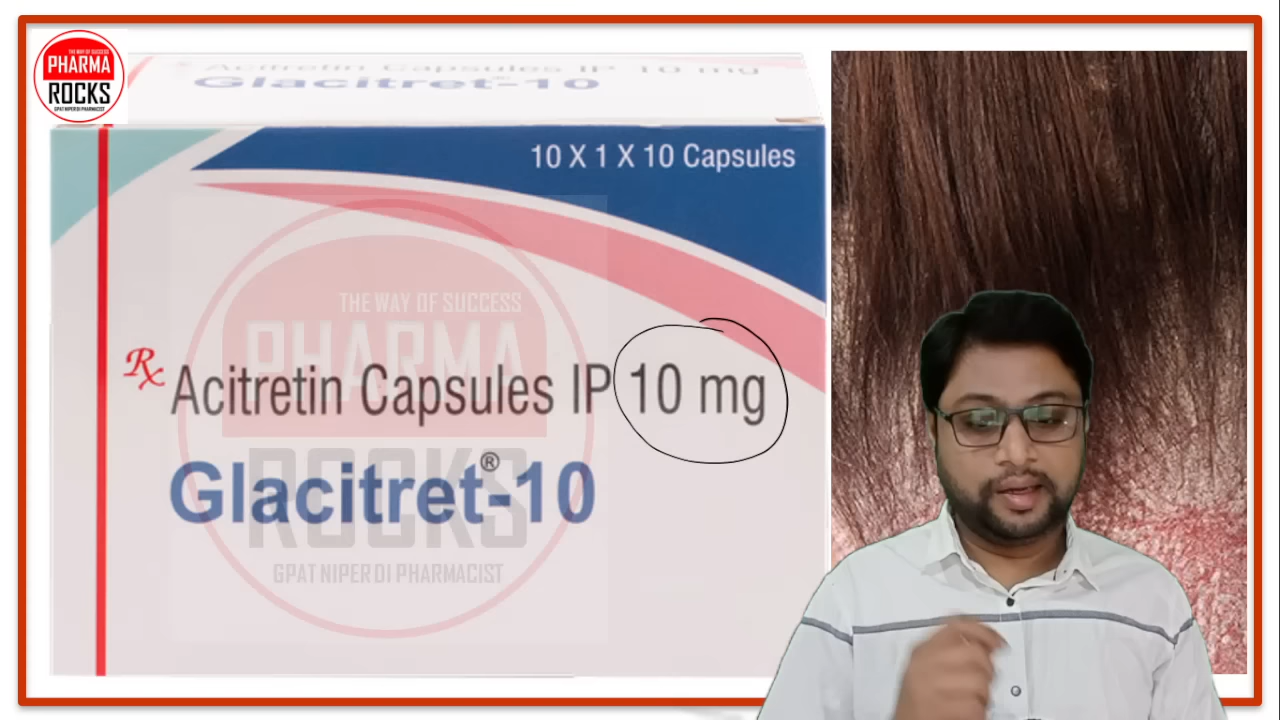 THE WAY OF SUCCESS
PHARMA
ROCKS
GPAT NIPER DI PHARMACIST
Acitretin Capsules IP 10 mg
Glacitret®-10
10 X 1 X 10 Capsules
THE WAY OF SUCCESS
PHARMA
Rx Acitretin Capsules IP 10 mg
Glacitret®-10
ROCKS
GPAT NIPER DI PHARMACIST